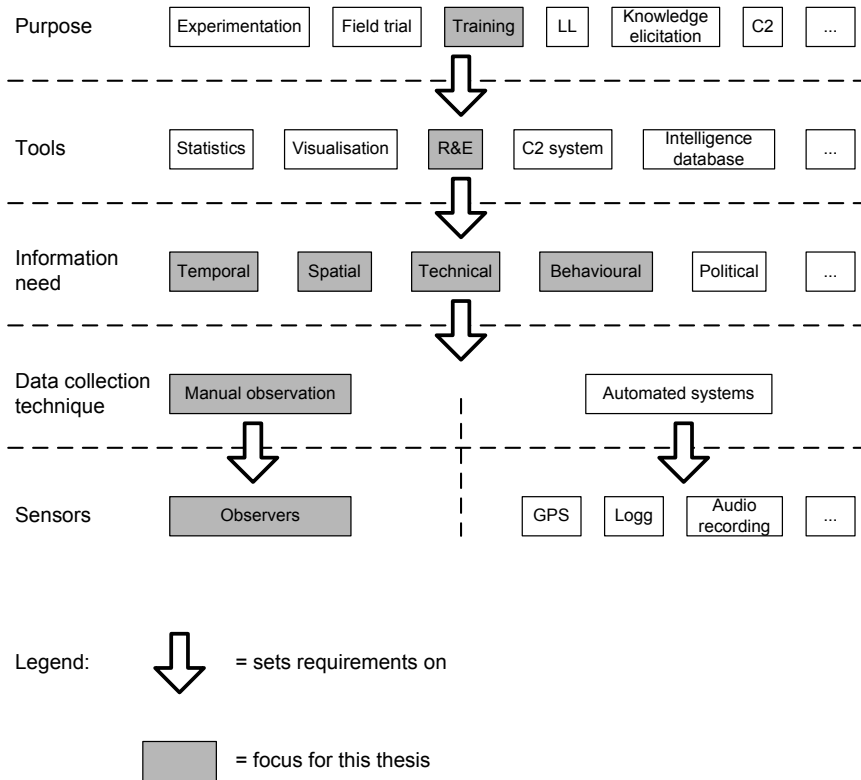 Purpose
Experimentation
Field trial
Training
LL
Knowledge
elicitation
C2
...
Tools
Statistics
Visualisation
R&E
C2 system
Intelligence
database
...
Information
need
Temporal
Spatial
Technical
Behavioural
Political
...
Data collection
technique
Manual observation
Automated systems
Sensors
Observers
GPS
Logg
Audio
recording
...
Legend:
= sets requirements on
= focus for this thesis